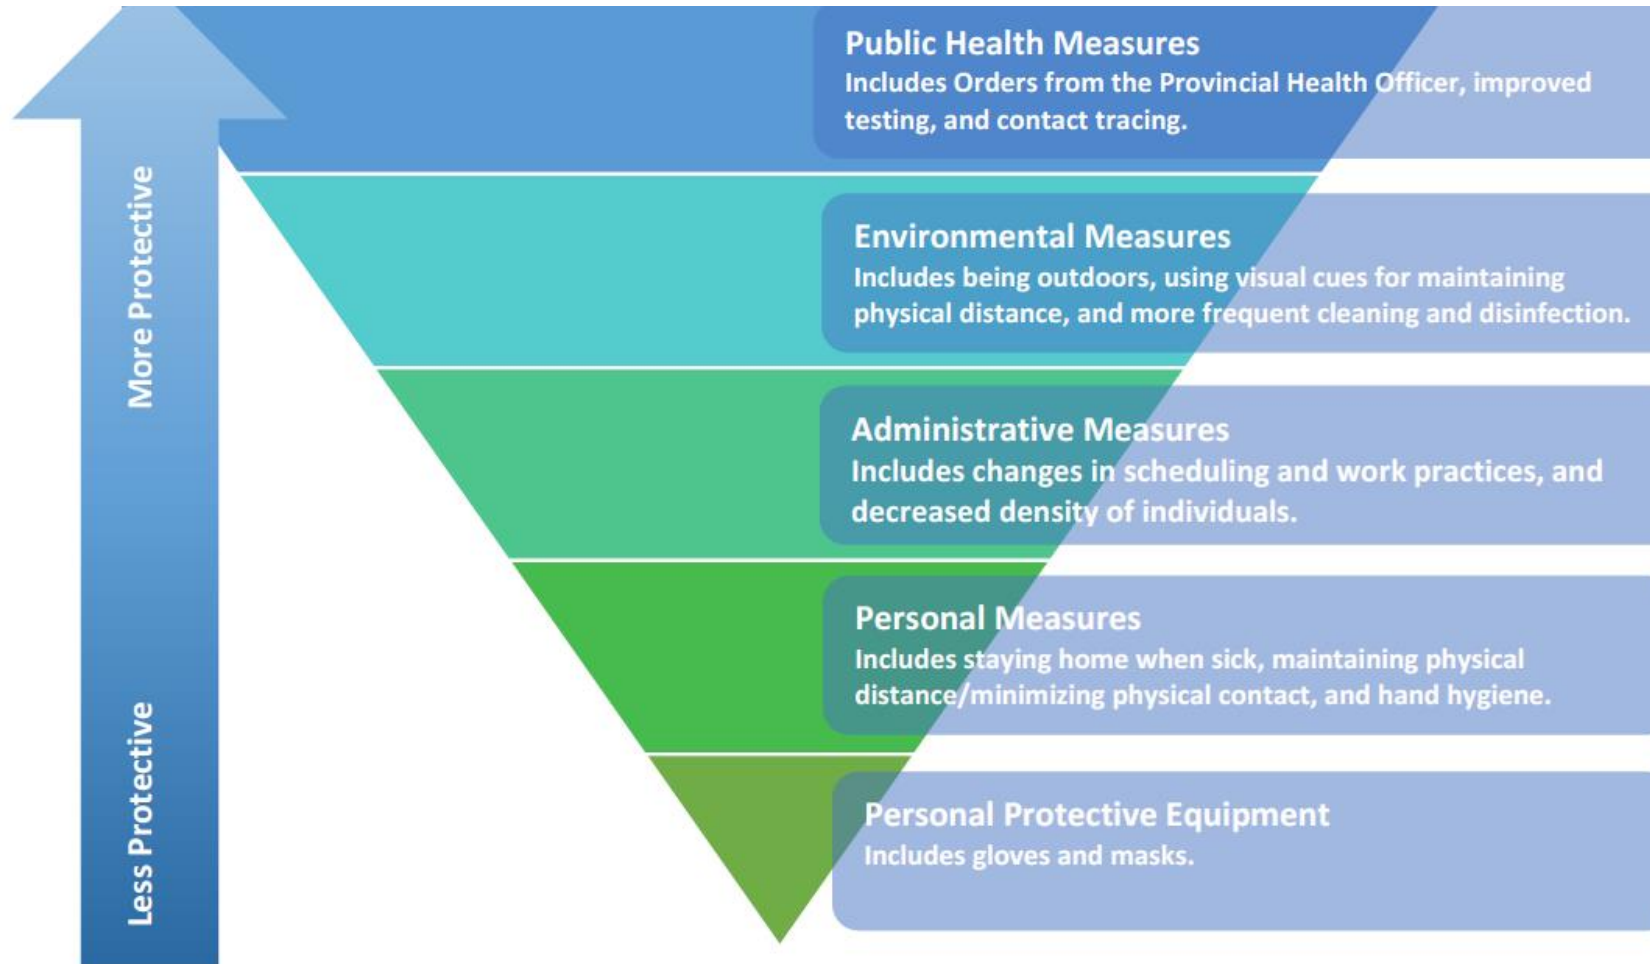 Public Health Measures
Includes Orders from the Provincial Health Officer, improved
testing, and contact tracing.
More Protective
Environmental Measures
Includes being outdoors, using visual cues for maintaining
physical distance, and more frequent cleaning and disinfection.
Administrative Measures
Includes changes in scheduling and work practices, and
decreased density of individuals.
Personal Measures
Includes staying home when sick, maintaining physical
distance/minimizing physical contact, and hand hygiene.
Less Protective
Personal Protective Equipment
Includes gloves and masks.